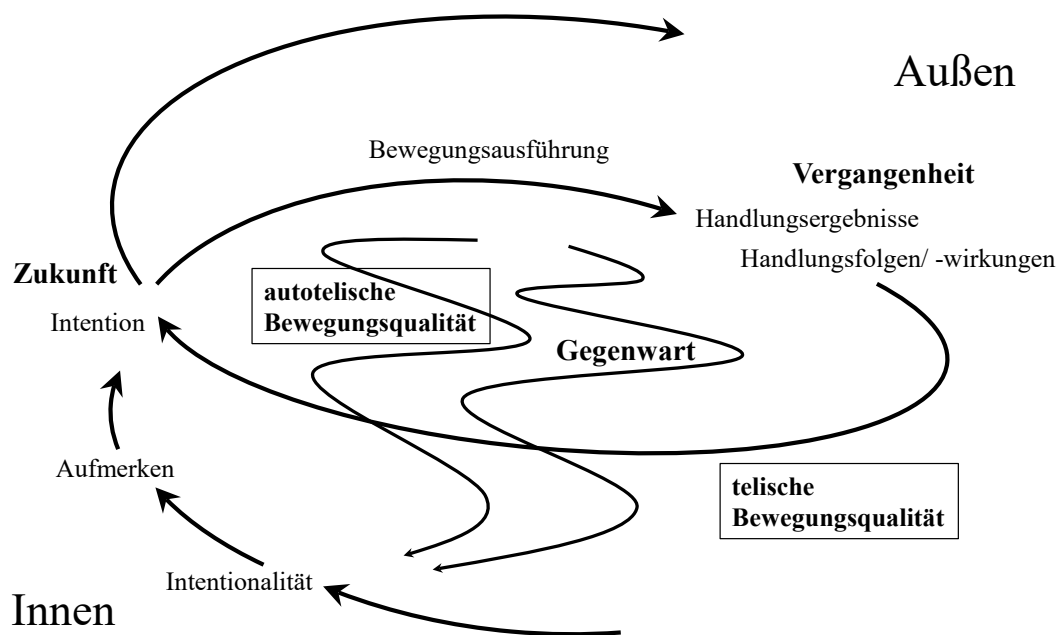 Außen
Bewegungsausführung
Vergangenheit
Handlungsergebnisse
Handlungsfolgen/ -wirkungen
Zukunft
Intention
autotelische
Bewegungsqualität
Gegenwart
Aufmerken
telische
Bewegungsqualität
Intentionalität
Innen